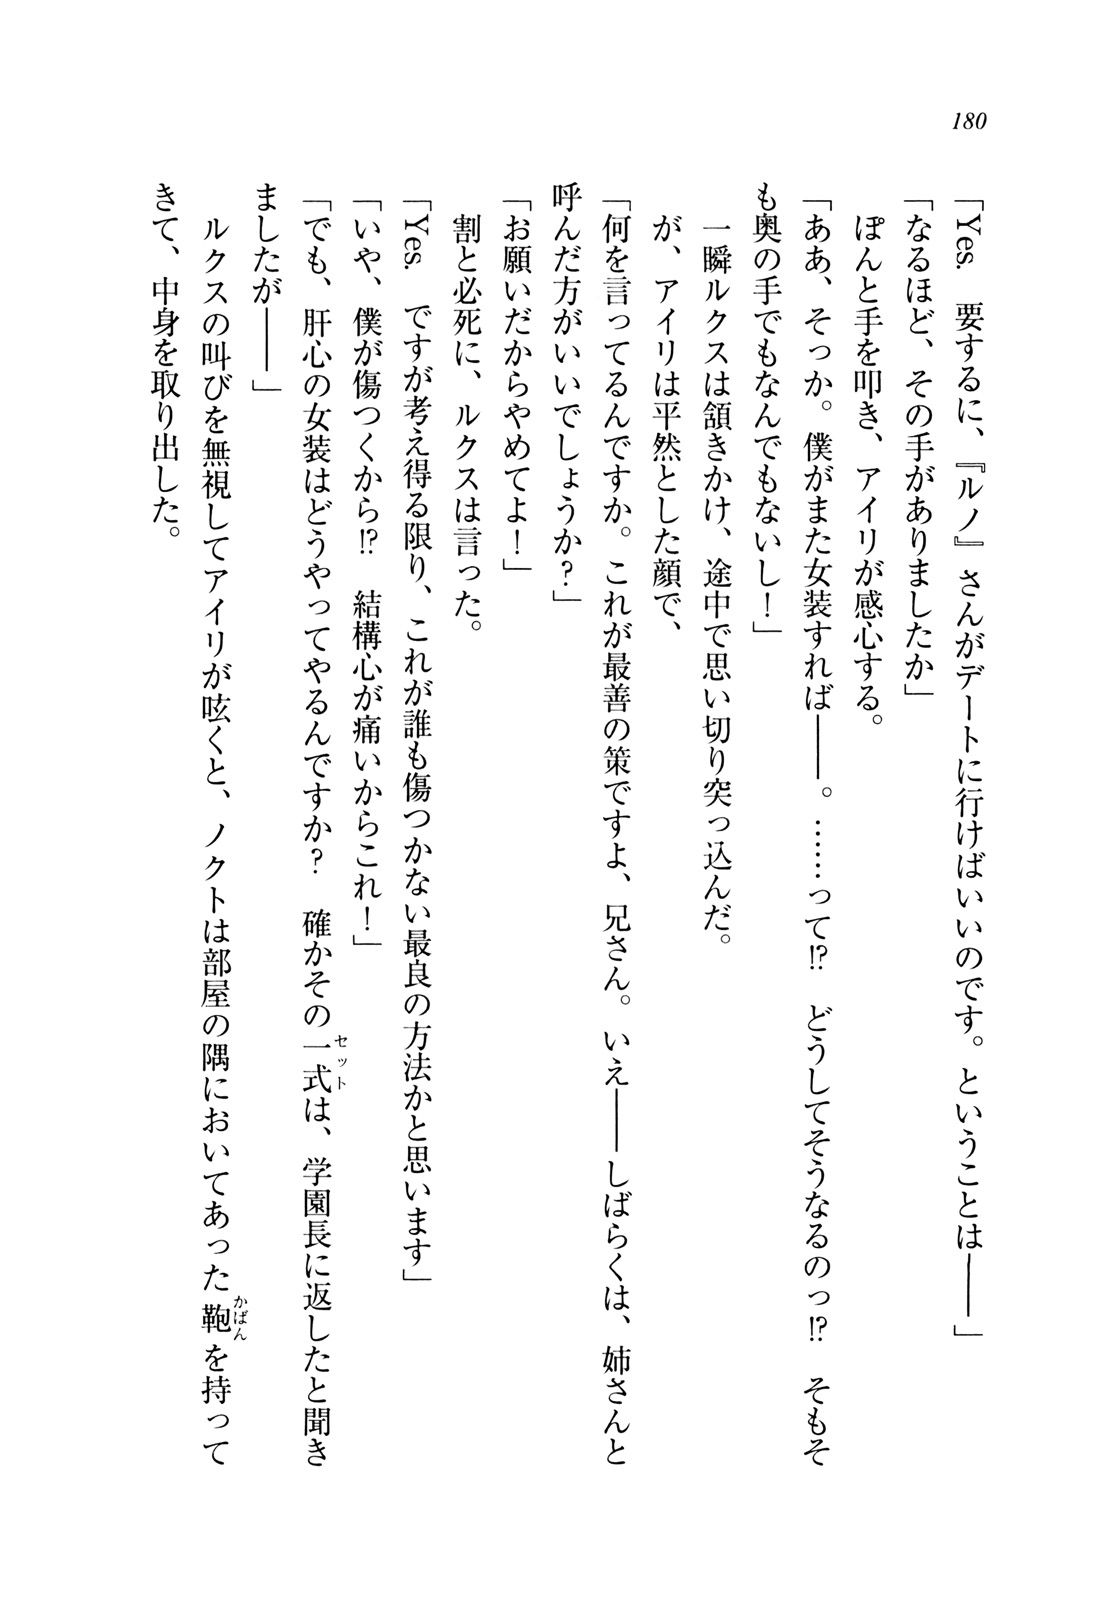 180
「Yes.　要するに、『ルノ』さんがデートに行けばいいのです。ということは――」
「なるほど、その手がありましたか」
　ぽんと手を叩き、アイリが感心する。
「ああ、そっか。僕がまた女装すれば――。……って!?　どうしてそうなるのっ!?　そもそ
も奥の手でもなんでもないし！」
　一瞬ルクスは頷きかけ、途中で思い切り突っ込んだ。
　が、アイリは平然とした顔で、
「何を言ってるんですか。これが最善の策ですよ、兄さん。いえ――しばらくは、姉さんと
呼んだ方がいいでしょうか？」
「お願いだからやめてよ！」
　割と必死に、ルクスは言った。
「Yes.　ですが考え得る限り、これが誰も傷つかない最良の方法かと思います」
「いや、僕が傷つくから!?　結構心が痛いからこれ！」
「でも、肝心の女装はどうやってやるんですか？　確かその一式セットは、学園長に返したと聞き
ましたが――」
　ルクスの叫びを無視してアイリが呟くと、ノクトは部屋の隅においてあった鞄かばんを持って
きて、中身を取り出した。